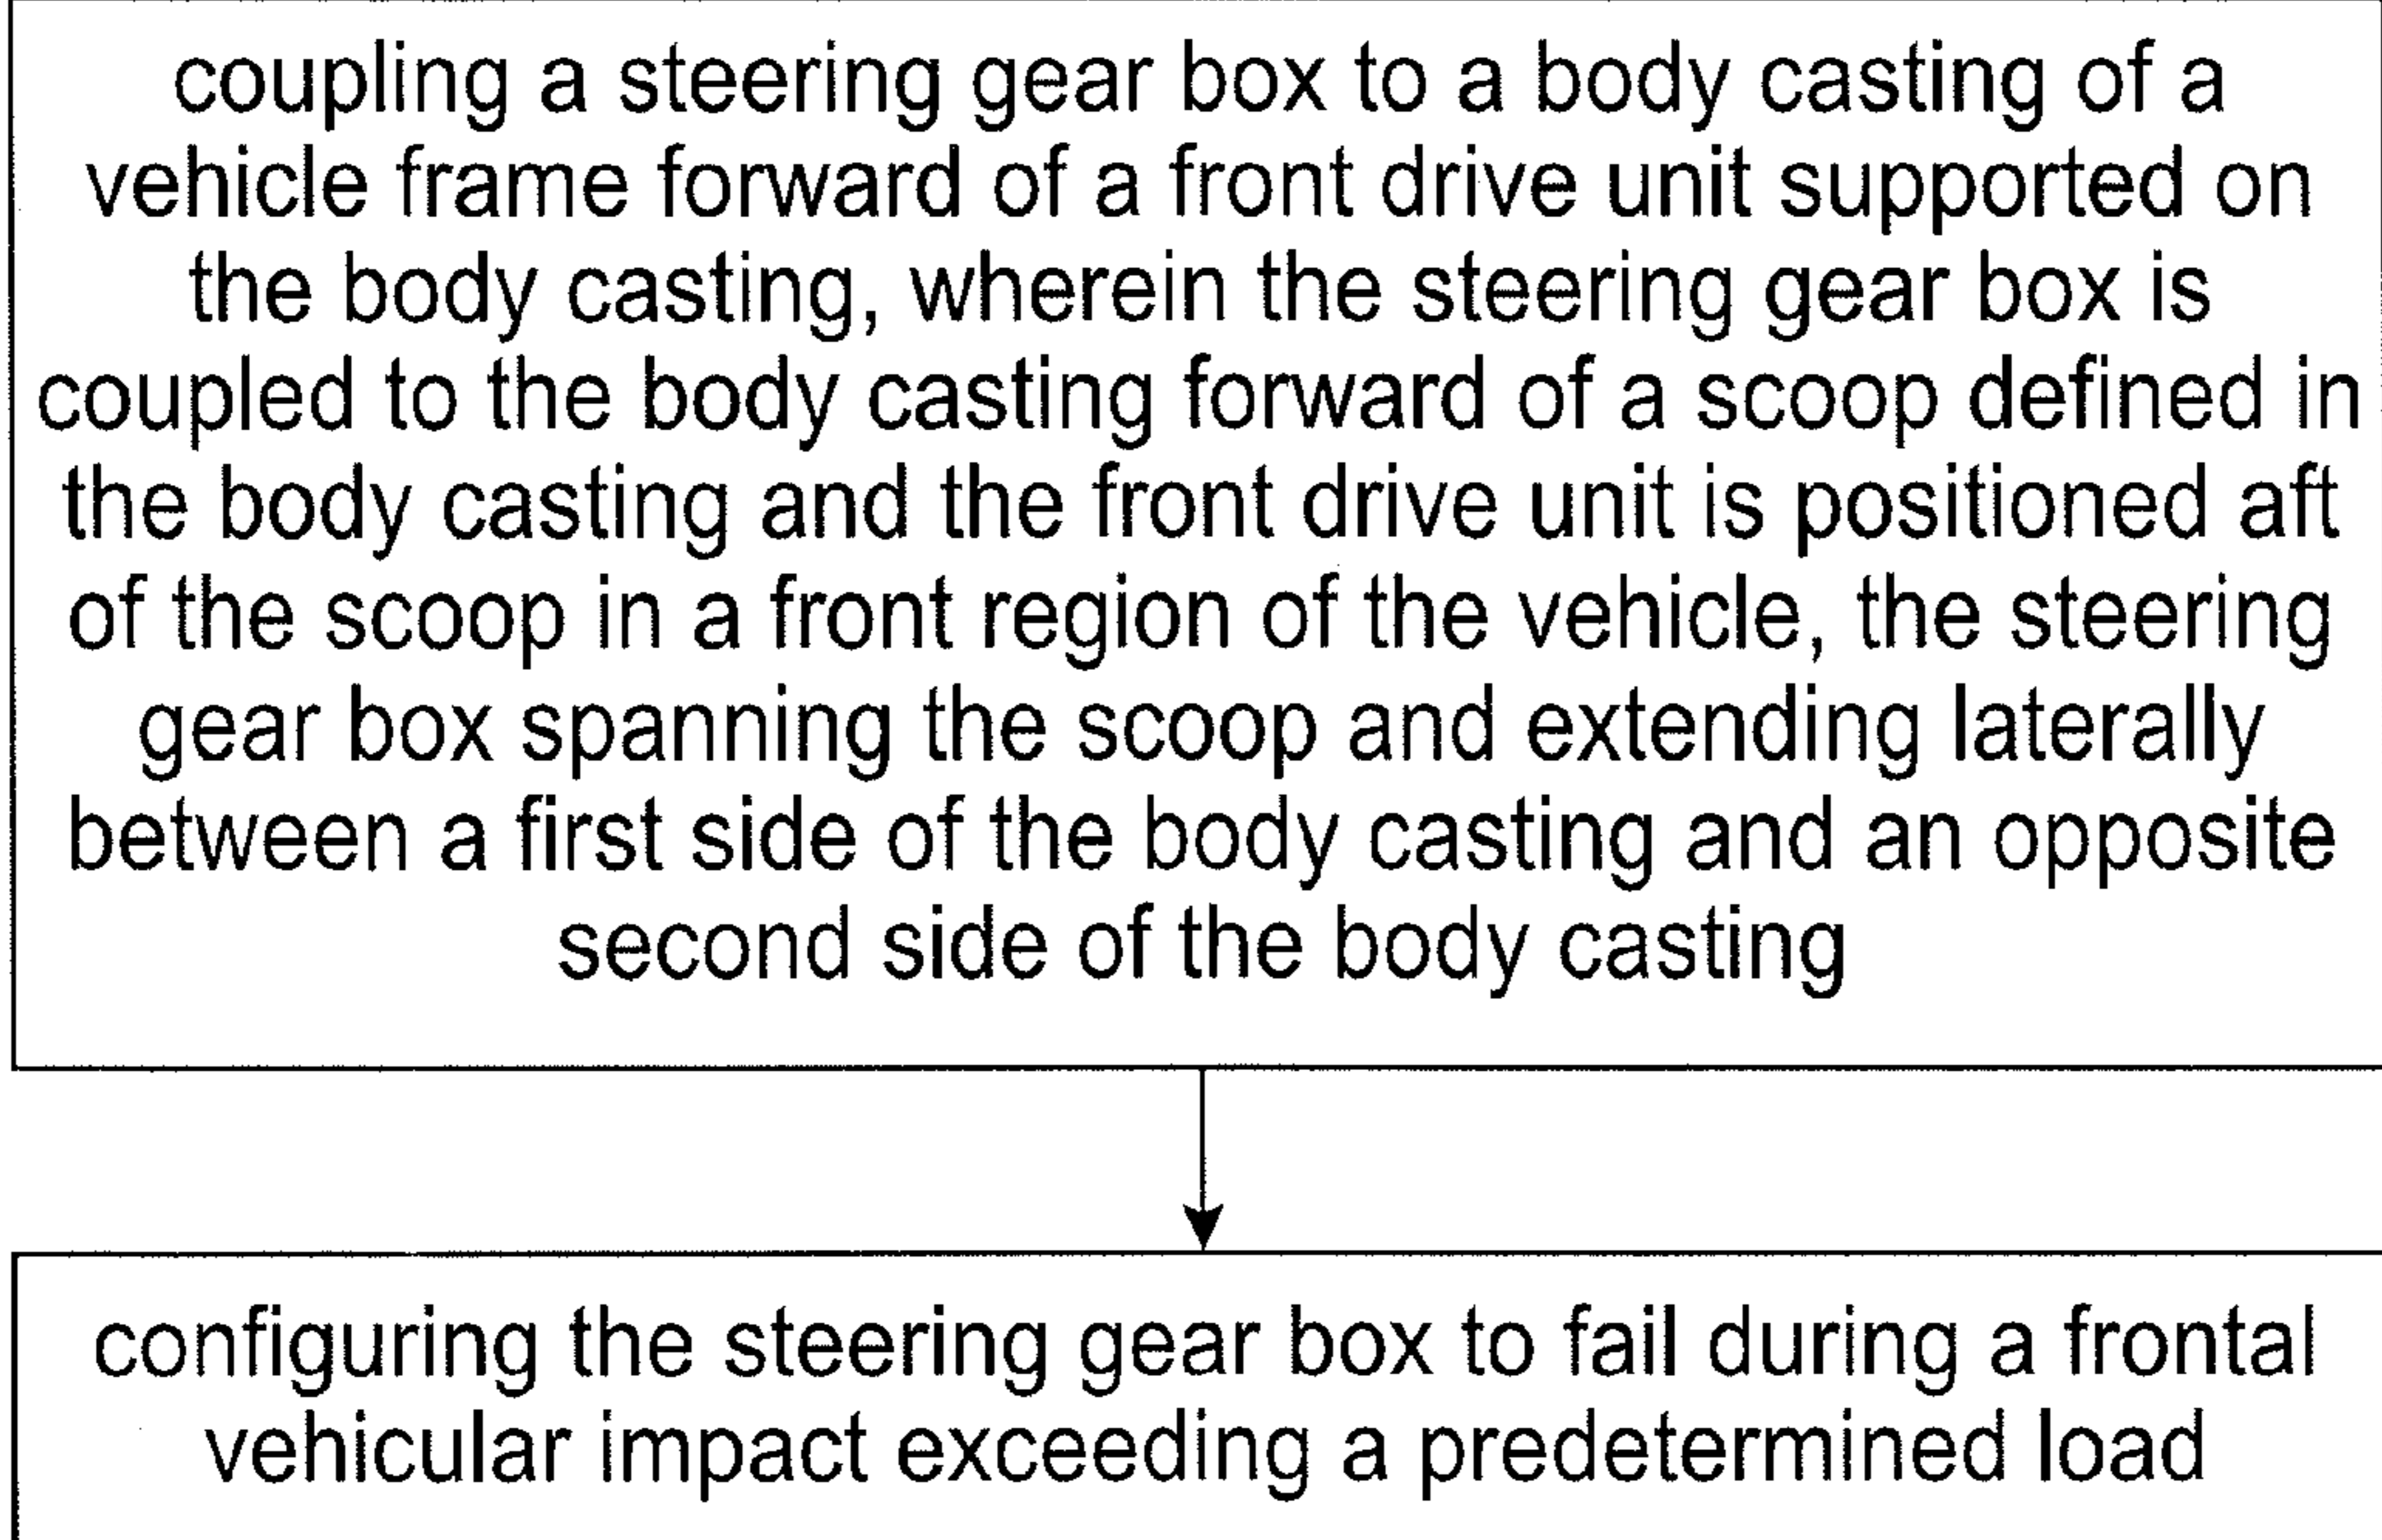 coupling a steering gear box to a body casting of a
vehicle frame forward of a front drive unit supported on
the body casting, wherein the steering gear box is
coupled to the body casting forward of a scoop defined in
the body casting and the front drive unit is positioned aft
of the scoop in a front region of the vehicle, the steering
gear box spanning the scoop and extending laterally
between a first side of the body casting and an opposite
second side of the body casting
configuring the steering gear box to fail during a frontal
vehicular impact exceeding a predetermined load